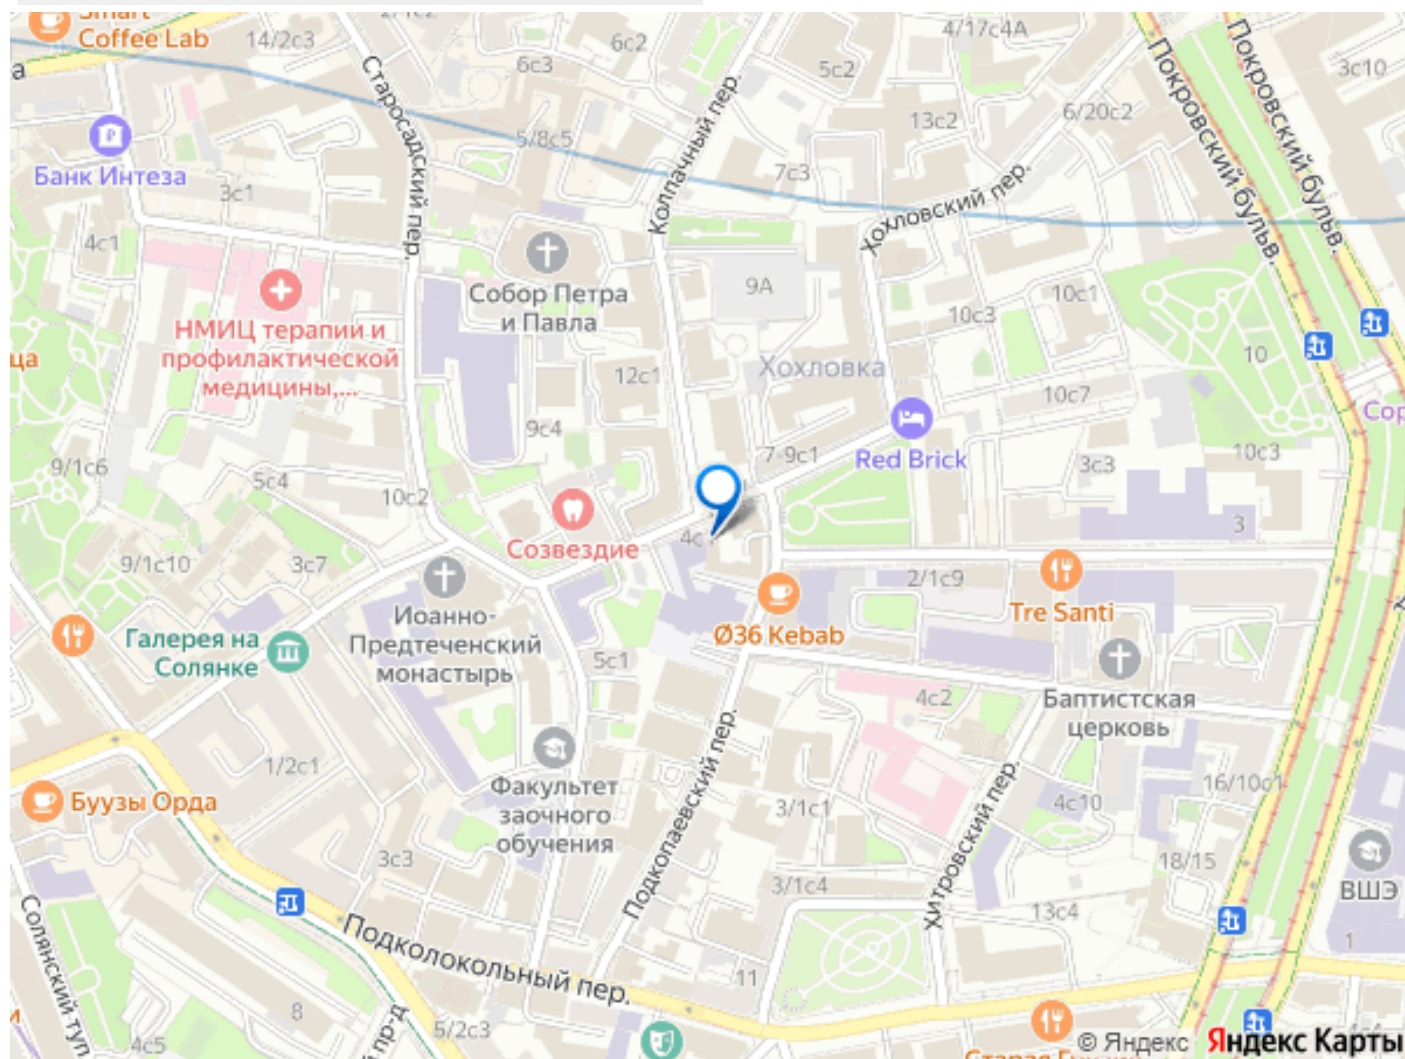 Smart
Coffee Lab
14/2с3
6с2
4/17с4А
3с10
6с3
5с2
Старосадский пер.
Колпачный пер.
Покровский бульв.
Покровский бульв.
6/20с2
13с2
5/8с5
Банк Интеза
3с1
7с3
Хохловский пер.
4с1
Собор Петра
и Павла
9А
10с1
10с3
НМИЦ терапии и
профилактической
медицины,...
ца
12с1
Хохловка
10
10с7
Сор
9с4
7-9с1
Red Brick
3с3
10с3
9/1с6
5с4
10с2
Созвездие
4с
3
9/1с10
3с7
2/1с9
Tre Santi
Иоанно-
Предтеченский
монастырь
Ø36 Kebab
Галерея на
Солянке
5с1
4с2
Баптистская
церковь
Подкопаевский пер.
1/2с1
Факультет
заочного
обучения
Буузы Орда
3/1с1
Хитровский пер.
4с10
16/10с1
3с3
18/15
ВШЭ
3/1с4
13с4
1
Солянский туп
Подколокольный пер.
11
8
й пр-д
5/2с3
4с5
и
© Яндекс
Яндекс Карты